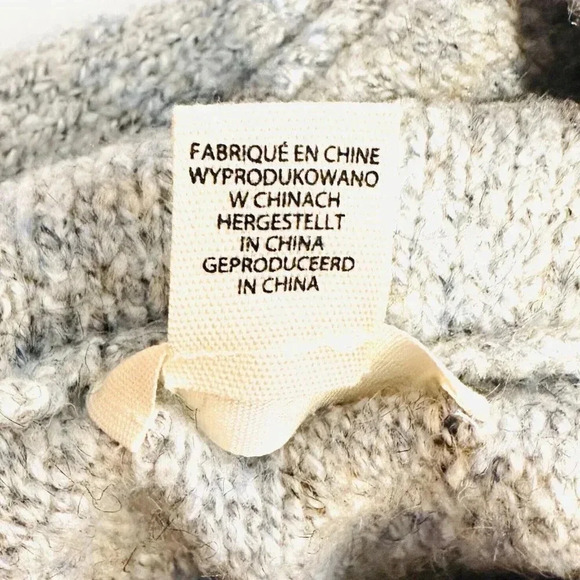 FABRIQUÉ EN CHINE
WYPRODUKOWANO
W CHINACH
HERGESTELLT
IN CHINA
GEPRODUCEERD
IN CHINA